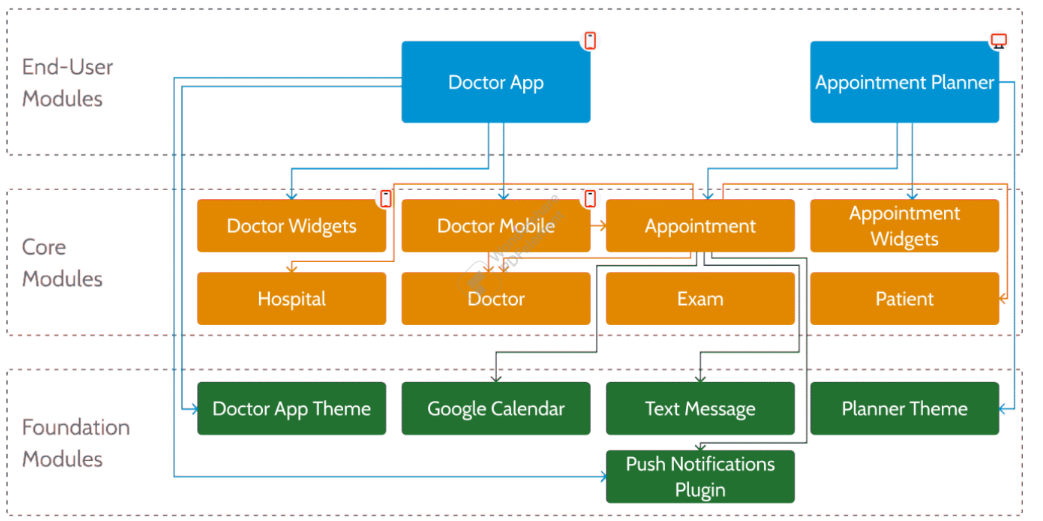 End-User
Modules
Doctor App
Appointment Planner
Core
Modules
Doctor Widgets
Doctor Mobile
Appointment
Appointment
Widgets
Hospital
Doctor
Exam
Patient
Foundation
Modules
Doctor App Theme
Google Calendar
Text Message
Planner Theme
Push Notifications
Plugin